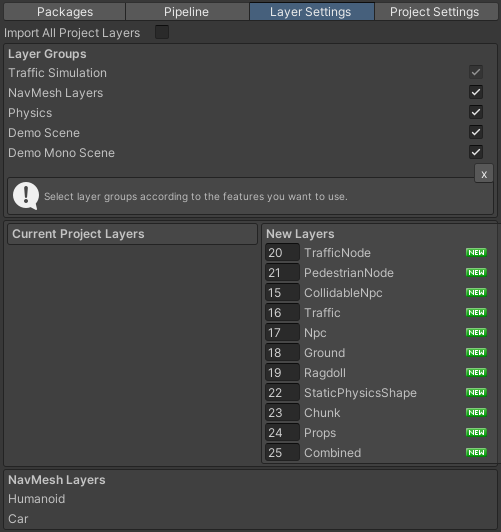 Packages Pipeline Layer Settings Project Settings
Import All Project Layers
Layer Groups
Traffic Simulation
NavMesh Layers
Physics
Demo Scene
Demo Mono Scene
x
Select layer groups according to the features you want to use.
Current Project Layers
New Layers
20 TrafficNode NEW
21 PedestrianNode NEW
15 CollidableNpc NEW
16 Traffic NEW
17 Npc NEW
18 Ground NEW
19 Ragdoll NEW
22 StaticPhysicsShape NEW
23 Chunk NEW
24 Props NEW
25 Combined NEW
NavMesh Layers
Humanoid
Car